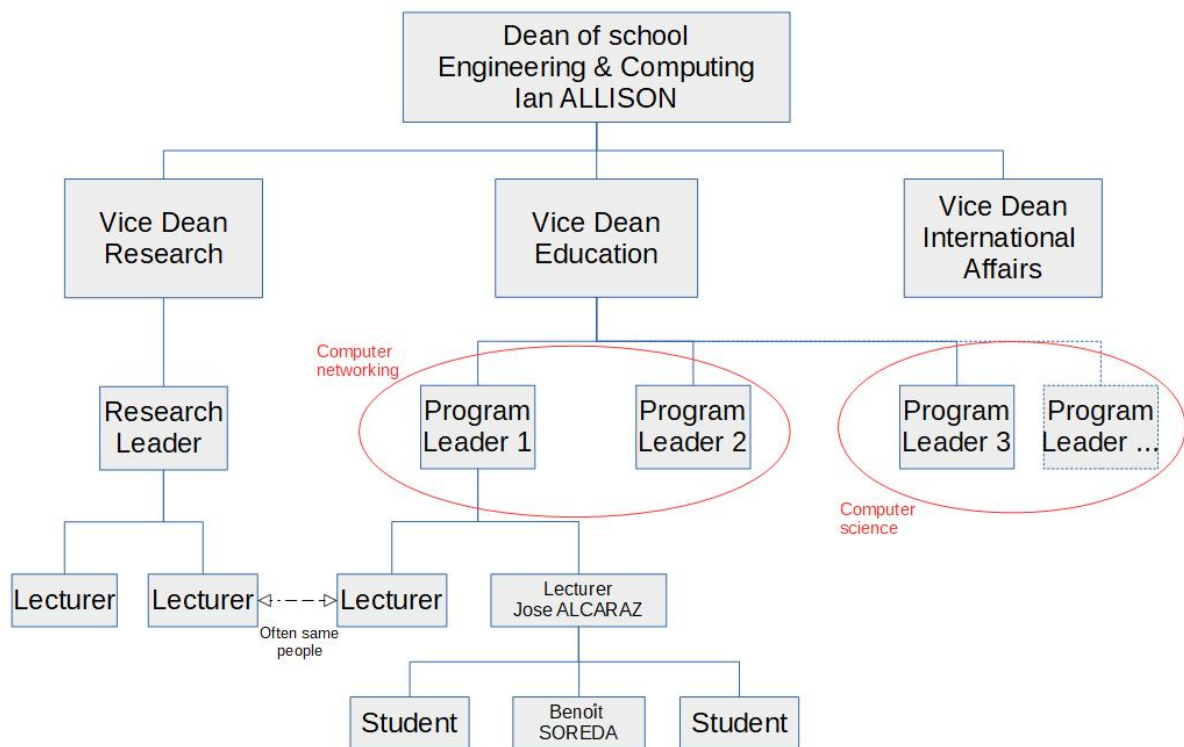 Dean of school
Engineering & Computing
Ian ALLISON
Vice Dean
Research
Vice Dean
Education
Vice Dean
International
Affairs
Computer
networking
Research
Leader
Program
Leader 1
Program
Leader 2
Program
Leader 3
Program
Leader ...
Computer
science
Lecturer
Lecturer
Often same
people
Lecturer
Lecturer
Jose ALCARAZ
Student
Benoît
SOREDA
Student